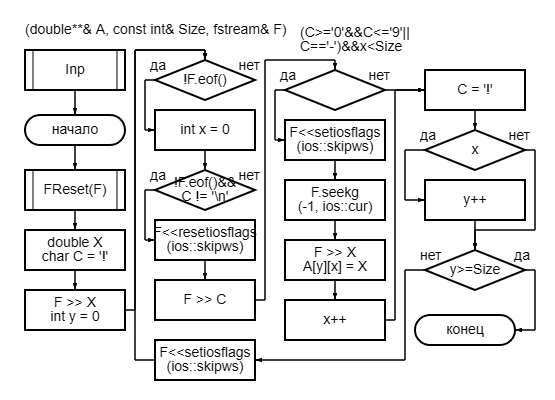 (double**& A, const int& Size, fstream& F)
(C>='0'&&C<='9'||
C=='-')&&x<Size
Inp
начало
FReset(F)
double X
char C = '!'
F >> X
int y = 0
да
нет
!F.eof()
int x = 0
да
нет
!F.eof()&&
C != '\n'
F<<resetiosflags
(ios::skipws)
F >> C
F<<setiosflags
(ios::skipws)
да
нет
F<<setiosflags
(ios::skipws)
F.seekg
(-1, ios::cur)
F >> X
A[y][x] = X
x++
C = '!'
да
нет
x
y++
нет
да
y>=Size
конец